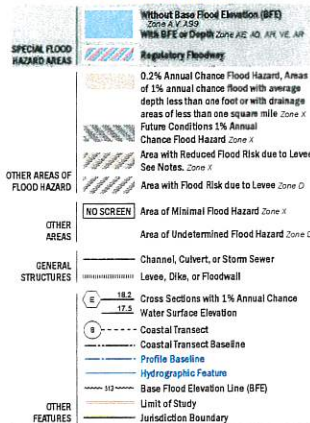 Without Base Flood Elevation (BFE)
Zone A,V, A99
With BFE or Depth Zone AE, AO, AH, VE, AR
SPECIAL FLOOD
HAZARD AREAS
Regulatory Floodway
0.2% Annual Chance Flood Hazard, Areas
of 1% annual chance flood with average
depth less than one foot or with drainage
areas of less than one square mile Zone X
Future Conditions 1% Annual
Chance Flood Hazard Zone X
Area with Reduced Flood Risk due to Levee
See Notes. Zone X
OTHER AREAS OF
FLOOD HAZARD
Area with Flood Risk due to Levee Zone D
NO SCREEN Area of Minimal Flood Hazard Zone X
OTHER
AREAS
Area of Undetermined Flood Hazard Zone D
GENERAL
STRUCTURES
Channel, Culvert, or Storm Sewer
Levee, Dike, or Floodwall
E 18.2 Cross Sections with 1% Annual Chance
17.5 Water Surface Elevation
8 Coastal Transect
Coastal Transect Baseline
Profile Baseline
Hydrographic Feature
513 Base Flood Elevation Line (BFE)
Limit of Study
Jurisdiction Boundary
OTHER
FEATURES